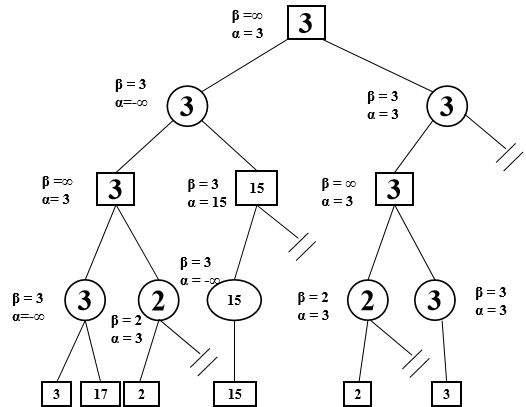 β =∞
α = 3
3
β = 3
α=-∞
3
β = 3
α = 3
3
β =∞
α= 3
3
β = 3
α = 15
15
β = ∞
α = 3
3
β = 3
α=-∞
3
β = 2
α = 3
2
β = 3
α = -∞
15
β = 2
α = 3
2
3
β = 3
α = 3
3
17
2
15
2
3